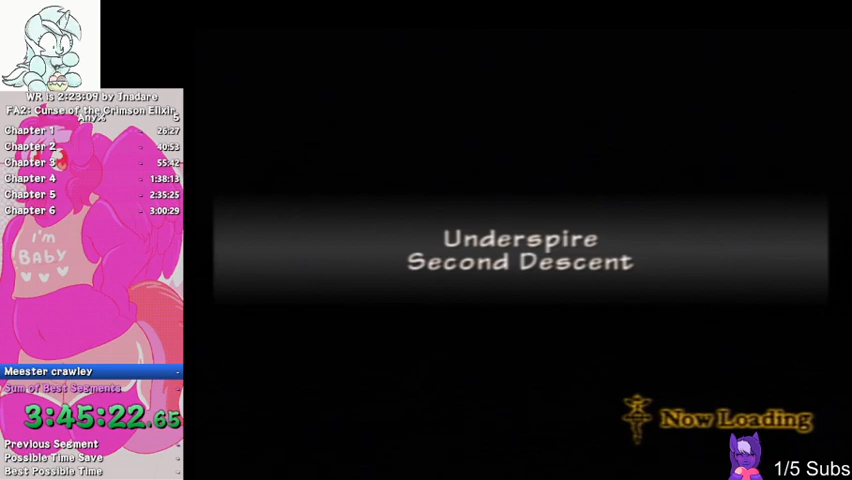 WR is 2:23:09 by Inadare
FA2: Curse of the Crimson Elixir
Any% 5
Chapter 1 - 26:27
Chapter 2 - 40:53
Chapter 3 - 55:42
Chapter 4 - 1:38:13
Chapter 5 - 2:35:25
Chapter 6 - 3:00:29
I'm
BABY
Underspire
Second Descent
Meester crawley -
Sum of Best Segments -
3:45:22.65
Previous Segment -
Possible Time Save -
Best Possible Time -
Now Loading
1/5 Subs